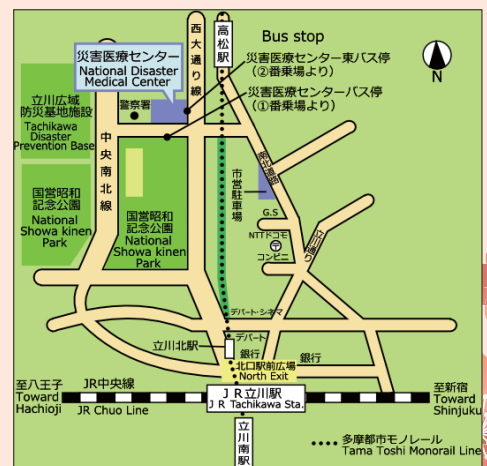 高松駅
西大通り線
Bus stop
災害医療センター
National Disaster
Medical Center
災害医療センター東バス停
（②番乗場より）
災害医療センターバス停
（①番乗場より）
N
警察署
立川広域
防災基地施設
Tachikawa
Disaster
Prevention Base
中央南北線
南北道路
市営駐車場
国営昭和
記念公園
National
Showa kinen
Park
国営昭和
記念公園
National
Showa kinen
Park
G.S
NTTドコモ
コンビニ
立川通り
デパート・シネマ
デパート
立川北駅
銀行
銀行
北口駅前広場
North Exit
至八王子
Toward
Hachioji
JR中央線
JR Chuo Line
ＪＲ立川駅
J R Tachikawa Sta.
至新宿
Toward
Shinjuku
立川南駅
多摩都市モノレール
Tama Toshi Monorail Line